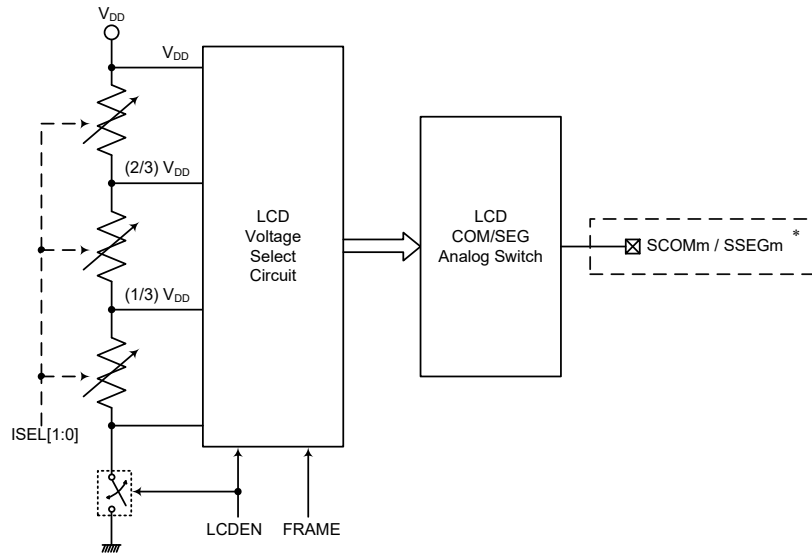 VDD
VDD
(2/3) VDD
(1/3) VDD
ISEL[1:0]
LCD
Voltage
Select
Circuit
LCDEN
FRAME
LCD
COM/SEG
Analog Switch
SCOMm / SSEGm *